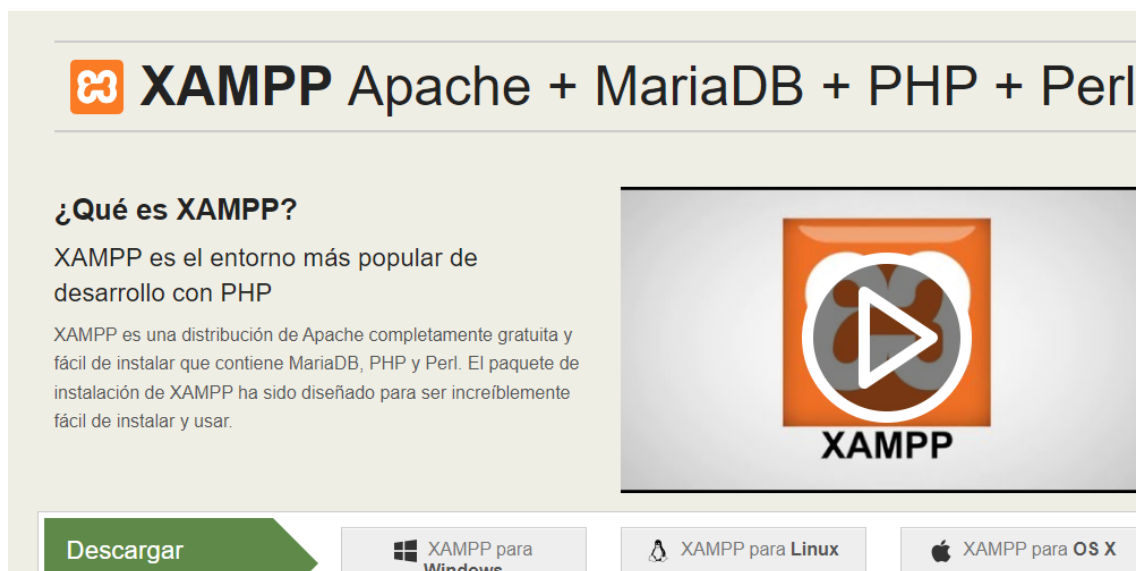 XAMPP Apache + MariaDB + PHP + Perl
¿Qué es XAMPP?
XAMPP es el entorno más popular de
desarrollo con PHP
XAMPP es una distribución de Apache completamente gratuita y
fácil de instalar que contiene MariaDB, PHP y Perl. El paquete de
instalación de XAMPP ha sido diseñado para ser increíblemente
fácil de instalar y usar.
XAMPP
Descargar
XAMPP para
Windows
XAMPP para Linux
XAMPP para OS X